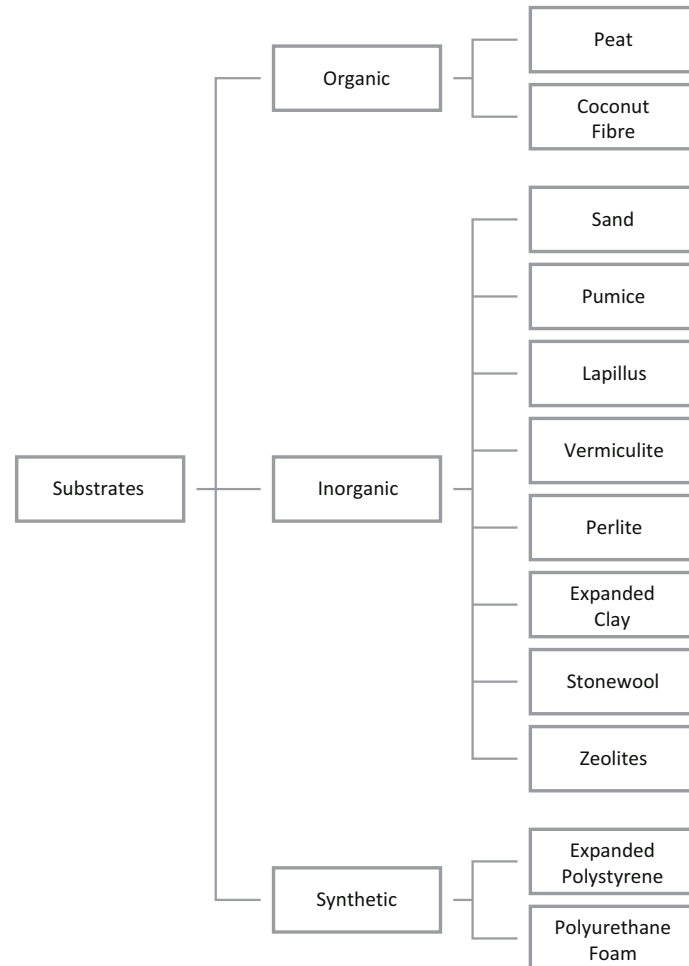 Peat
Organic
Coconut
Fibre
Sand
Pumice
Lapillus
Vermiculite
Substrates
Inorganic
Perlite
Expanded
Clay
Stonewool
Zeolites
Expanded
Polystyrene
Synthetic
Polyurethane
Foam